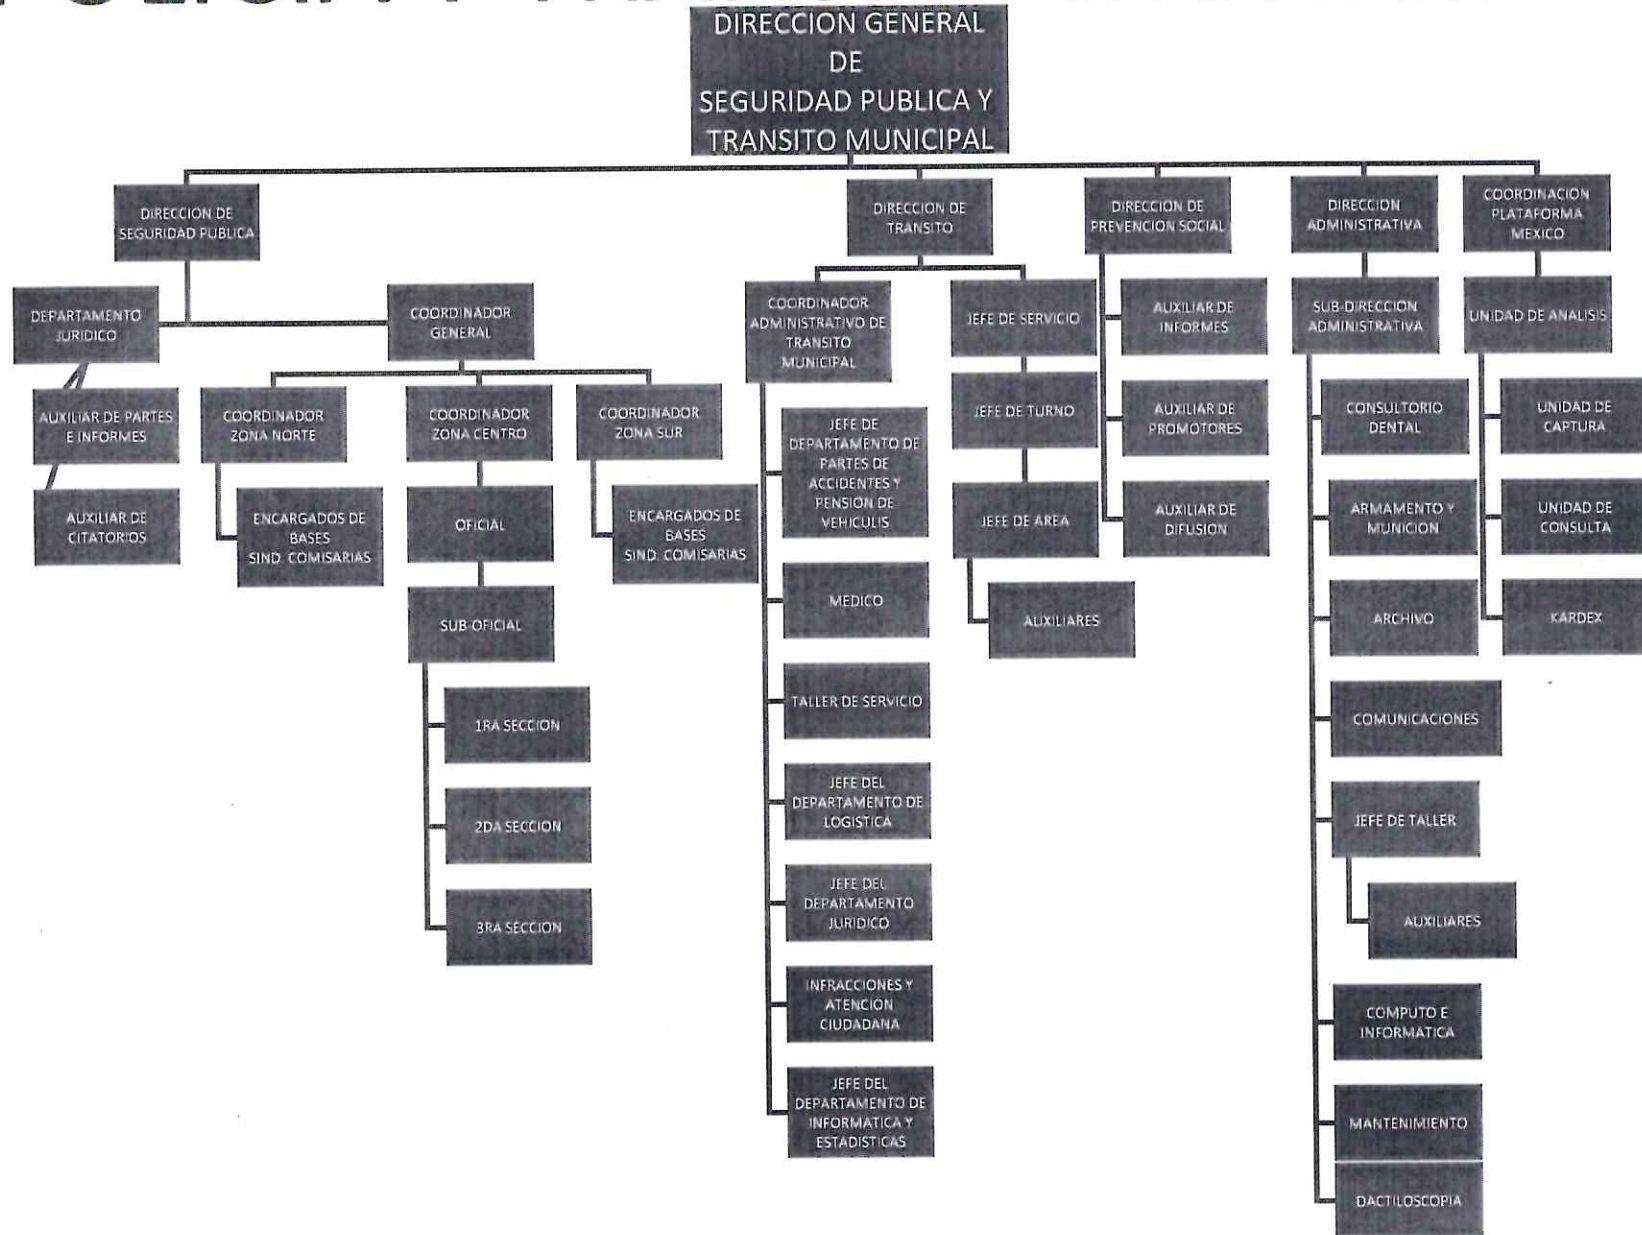 DIRECCION GENERAL
DE
SEGURIDAD PUBLICA Y
TRANSITO MUNICIPAL
DIRECCION DE
SEGURIDAD PUBLICA
DIRECCION DE
TRANSITO
DIRECCION DE
PREVENCION SOCIAL
DIRECCION
ADMINISTRATIVA
COORDINACION
PLATAFORMA
MEXICO
DEPARTAMENTO
JURIDICO
COORDINADOR
GENERAL
COORDINADOR
ADMINISTRATIVO DE
TRANSITO
MUNICIPAL
JEFE DE SERVICIO
AUXILIAR DE
INFORMES
SUB-DIRECCION
ADMINISTRATIVA
UNIDAD DE ANALISIS
AUXILIAR DE PARTES
E INFORMES
COORDINADOR
ZONA NORTE
COORDINADOR
ZONA CENTRO
COORDINADOR
ZONA SUR
JEFE DE
DEPARTAMENTO DE
PARTES DE
ACCIDENTES Y
PENSION DE
VEHICULIS
JEFE DE TURNO
AUXILIAR DE
PROMOTORES
CONSULTORIO
DENTAL
UNIDAD DE
CAPTURA
AUXILIAR DE
CITATORIOS
ENCARGADOS DE
BASES
SIND. COMISARIAS
OFICIAL
ENCARGADOS DE
BASES
SIND. COMISARIAS
JEFE DE AREA
AUXILIAR DE
DIFUSION
ARMAMENTO Y
MUNICION
UNIDAD DE
CONSULTA
SUB-OFICIAL
MEDICO
AUXILIARES
ARCHIVO
KARDEX
1RA SECCION
TALLER DE SERVICIO
COMUNICACIONES
2DA SECCION
JEFE DEL
DEPARTAMENTO DE
LOGISTICA
JEFE DE TALLER
3RA SECCION
JEFE DEL
DEPARTAMENTO
JURIDICO
AUXILIARES
INFRACCIONES Y
ATENCION
CIUDADANA
COMPUTO E
INFORMATICA
JEFE DEL
DEPARTAMENTO DE
INFORMATICA Y
ESTADISTICAS
MANTENIMIENTO
DACTILOSCOPIA